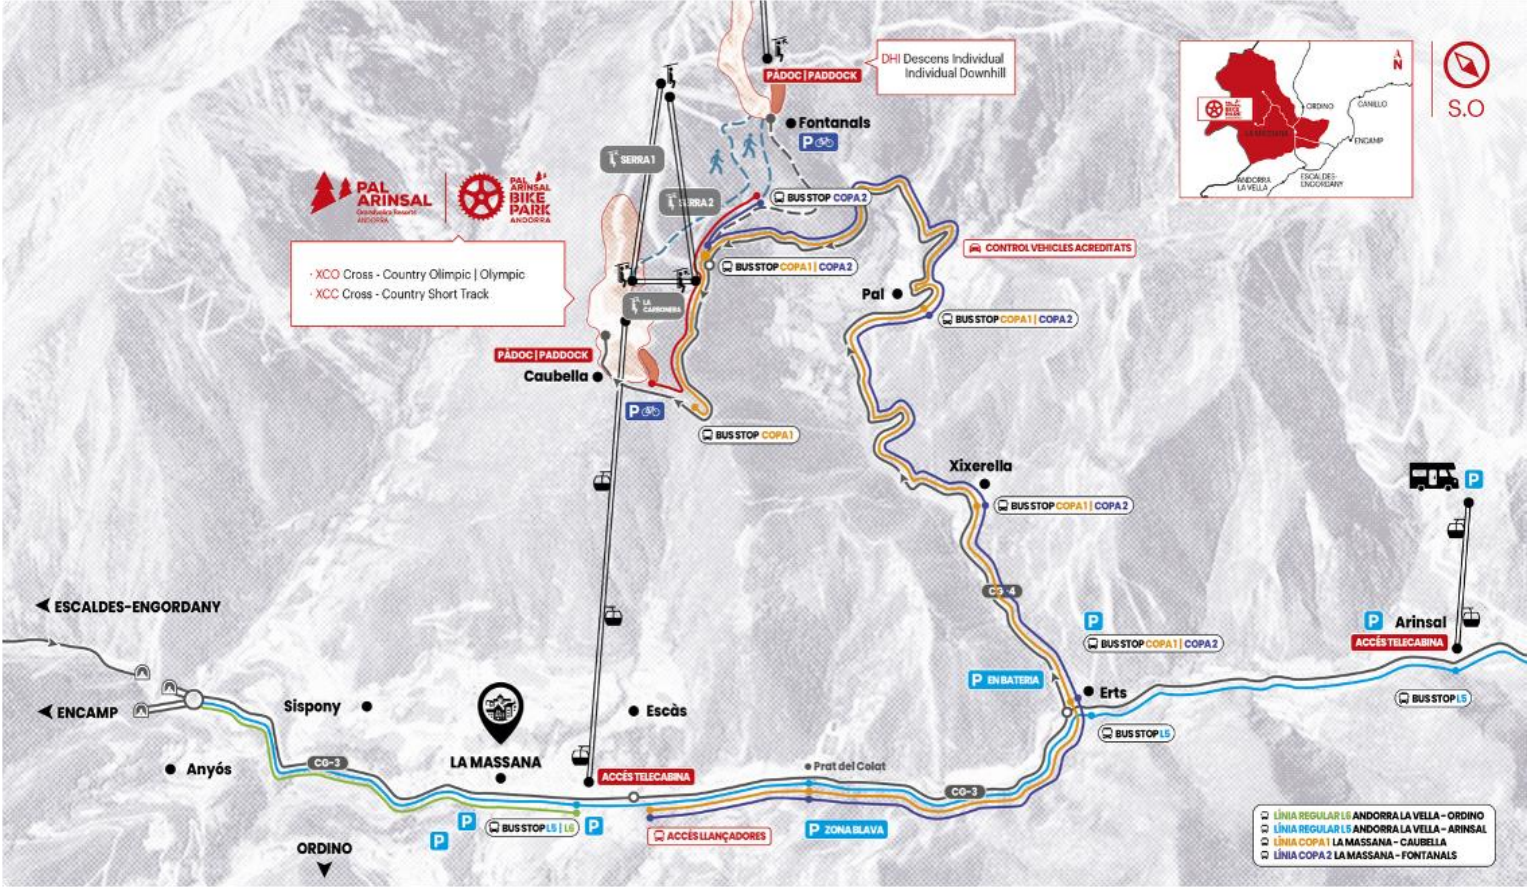 PÀDOC | PADDOCK
DHI Descens Individual
Individual Downhill
Fontanals
P
N
ORDINO
CANILLO
LA MASSANA
ENCAMP
ANDORRA
LA VELLA
ESCALDES-
ENGORDANY
S.O
SERRA 1
SERRA 2
PAL
ARINSAL
Grandvalira Resorts
ANDORRA
PAL
ARINSAL
BIKE
PARK
ANDORRA
BUS STOP COPA 2
CONTROL VEHICLES ACREDITATS
· XCO Cross - Country Olimpic | Olympic
· XCC Cross - Country Short Track
BUS STOP COPA 1 | COPA 2
LA
CARBONERA
Pal
BUS STOP COPA 1 | COPA 2
PÀDOC | PADDOCK
Caubella
P
BUS STOP COPA 1
Xixerella
P
BUS STOP COPA 1 | COPA 2
CG-4
ESCALDES-ENGORDANY
P
BUS STOP COPA 1 | COPA 2
P Arinsal
ACCÉS TELECABINA
P EN BATERIA
Erts
BUS STOP L5
BUS STOP L5
ENCAMP
Sispony
Escàs
LA MASSANA
CG-3
Anyós
ACCÉS TELECABINA
Prat del Colat
CG-3
P
P
BUS STOP L5 | L6
P
ACCÉS LLANÇADORES
P ZONA BLAVA
ORDINO
LÍNIA REGULAR L6 ANDORRA LA VELLA - ORDINO
LÍNIA REGULAR L5 ANDORRA LA VELLA - ARINSAL
LÍNIA COPA 1 LA MASSANA - CAUBELLA
LÍNIA COPA 2 LA MASSANA - FONTANALS